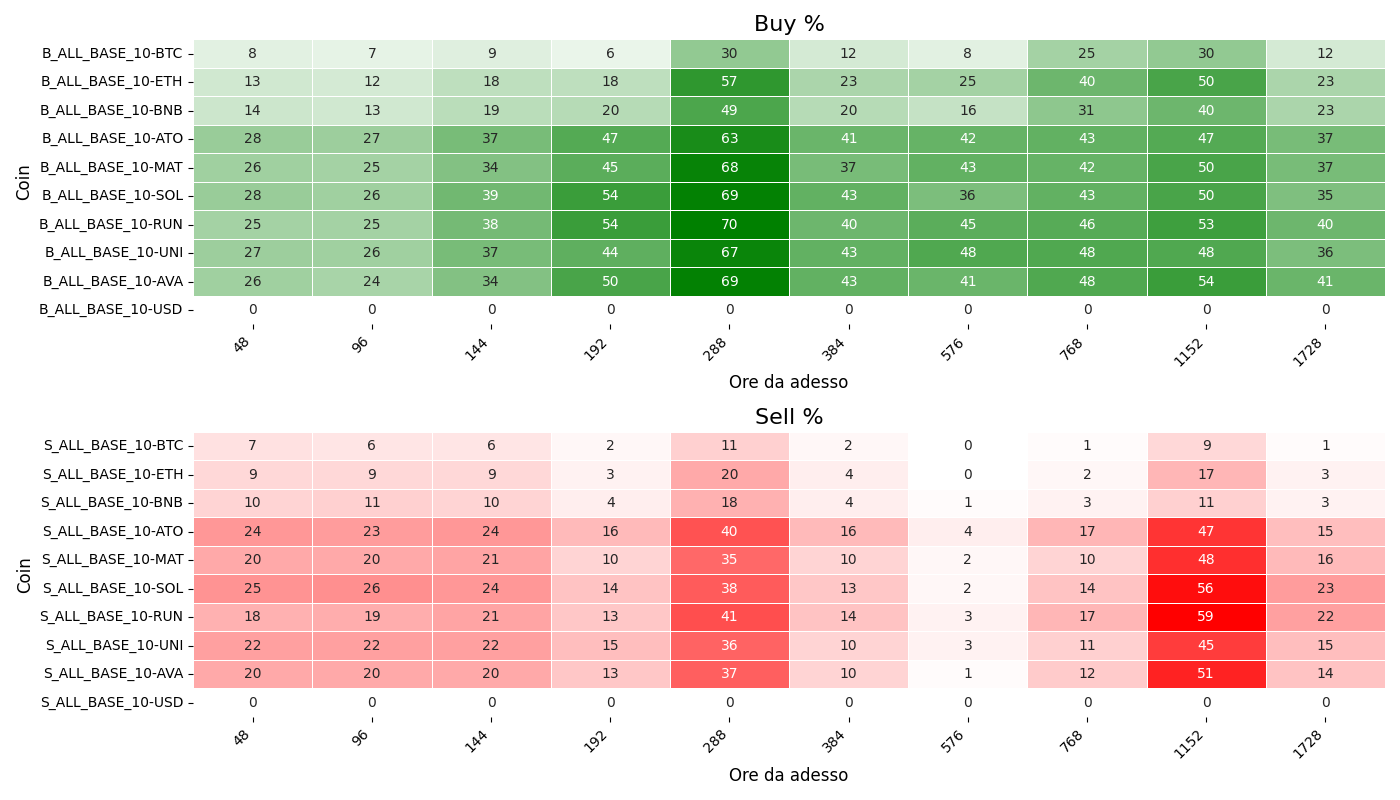 Buy %
Coin
B_ALL_BASE_10-BTC 8 7 9 6 30 12 8 25 30 12
B_ALL_BASE_10-ETH 13 12 18 18 57 23 25 40 50 23
B_ALL_BASE_10-BNB 14 13 19 20 49 20 16 31 40 23
B_ALL_BASE_10-ATO 28 27 37 47 63 41 42 43 47 37
B_ALL_BASE_10-MAT 26 25 34 45 68 37 43 42 50 37
B_ALL_BASE_10-SOL 28 26 39 54 69 43 36 43 50 35
B_ALL_BASE_10-RUN 25 25 38 54 70 40 45 46 53 40
B_ALL_BASE_10-UNI 27 26 37 44 67 43 48 48 48 36
B_ALL_BASE_10-AVA 26 24 34 50 69 43 41 48 54 41
B_ALL_BASE_10-USD 0 0 0 0 0 0 0 0 0 0
48 96 144 192 288 384 576 768 1152 1728
Ore da adesso
Sell %
Coin
S_ALL_BASE_10-BTC 7 6 6 2 11 2 0 1 9 1
S_ALL_BASE_10-ETH 9 9 9 3 20 4 0 2 17 3
S_ALL_BASE_10-BNB 10 11 10 4 18 4 1 3 11 3
S_ALL_BASE_10-ATO 24 23 24 16 40 16 4 17 47 15
S_ALL_BASE_10-MAT 20 20 21 10 35 10 2 10 48 16
S_ALL_BASE_10-SOL 25 26 24 14 38 13 2 14 56 23
S_ALL_BASE_10-RUN 18 19 21 13 41 14 3 17 59 22
S_ALL_BASE_10-UNI 22 22 22 15 36 10 3 11 45 15
S_ALL_BASE_10-AVA 20 20 20 13 37 10 1 12 51 14
S_ALL_BASE_10-USD 0 0 0 0 0 0 0 0 0 0
48 96 144 192 288 384 576 768 1152 1728
Ore da adesso